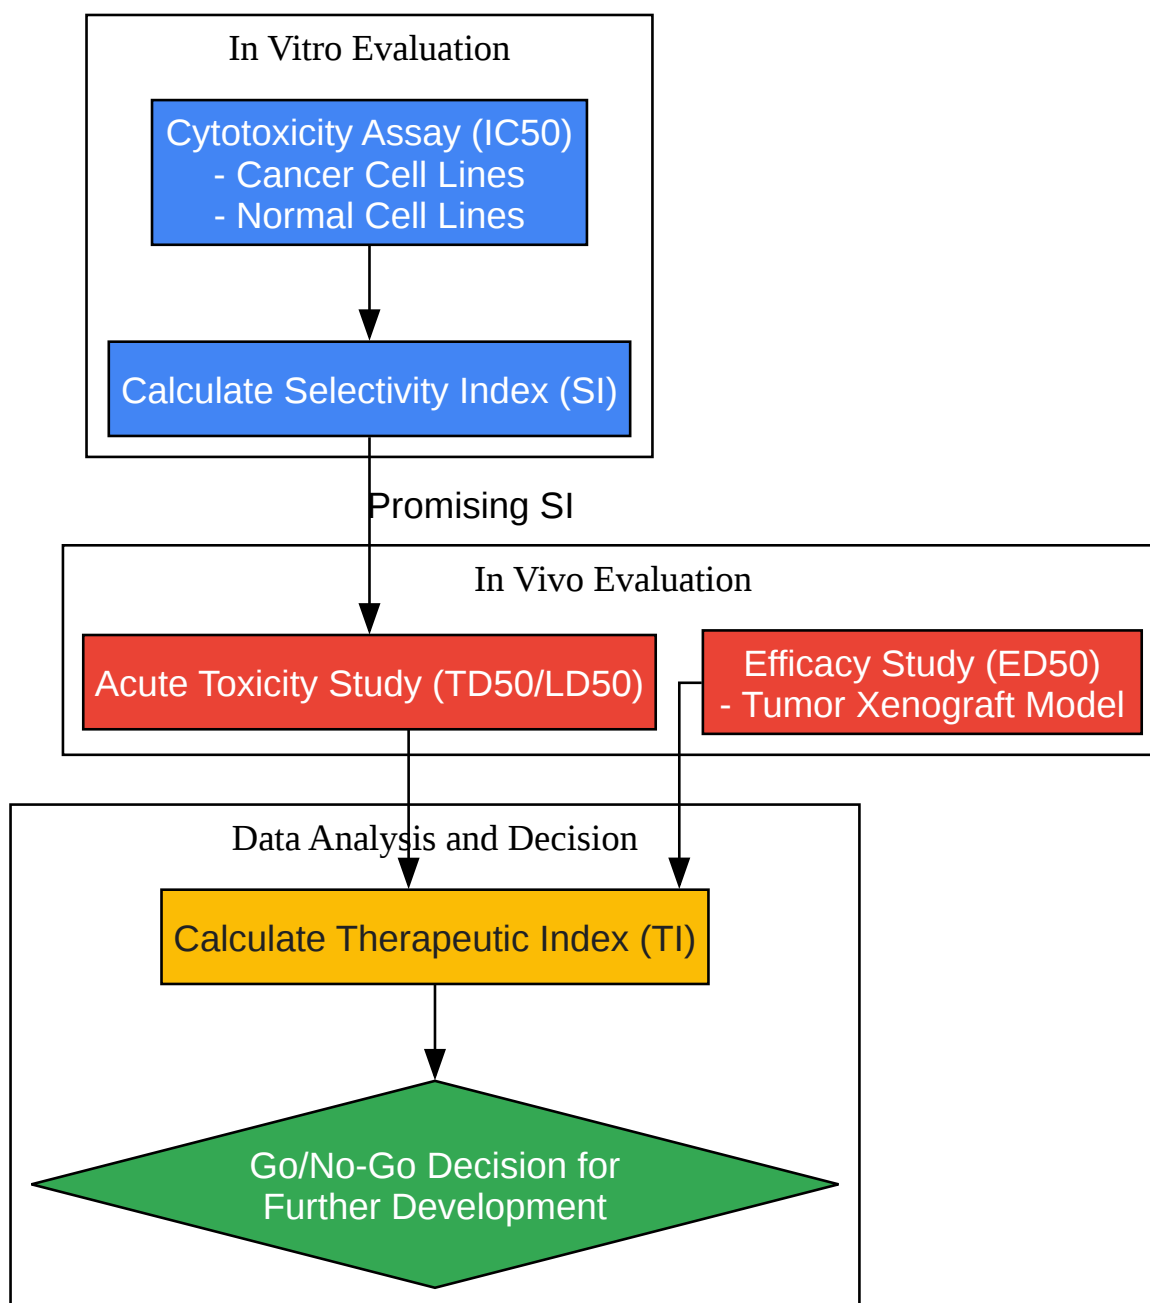 In Vitro Evaluation
Cytotoxicity Assay (IC50)
- Cancer Cell Lines
- Normal Cell Lines
Calculate Selectivity Index (SI)
Promising SI
In Vivo Evaluation
Acute Toxicity Study (TD50/LD50)
Efficacy Study (ED50)
- Tumor Xenograft Model
Data Analysis and Decision
Calculate Therapeutic Index (TI)
Go/No-Go Decision for
Further Development